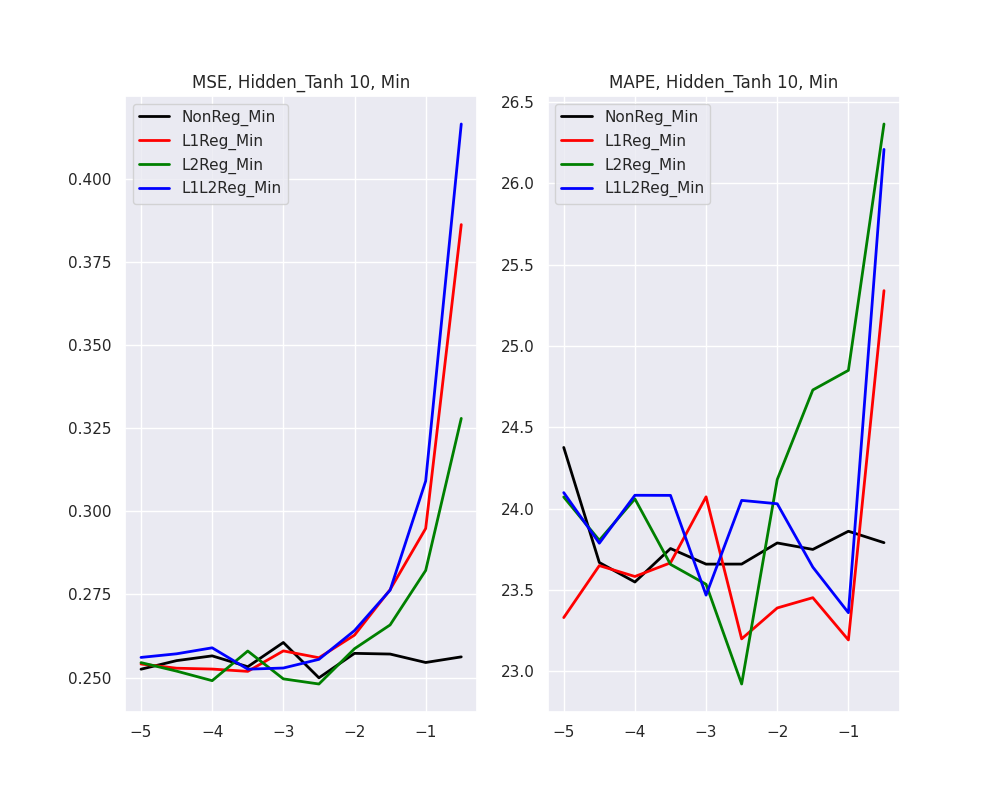 MSE, Hidden_Tanh 10, Min
NonReg_Min
L1Reg_Min
L2Reg_Min
L1L2Reg_Min
0.400
0.375
0.350
0.325
0.300
0.275
0.250
−5
−4
−3
−2
−1
MAPE, Hidden_Tanh 10, Min
NonReg_Min
L1Reg_Min
L2Reg_Min
L1L2Reg_Min
26.5
26.0
25.5
25.0
24.5
24.0
23.5
23.0
−5
−4
−3
−2
−1